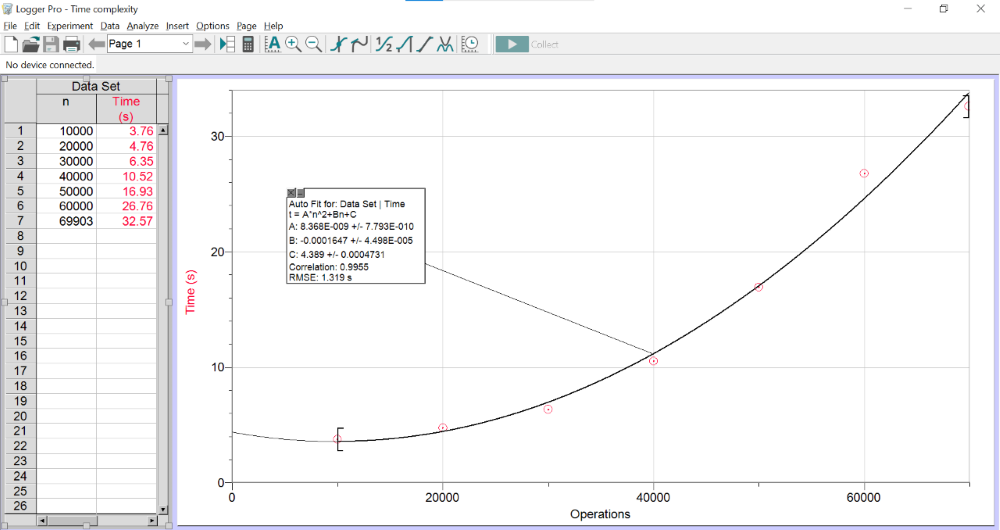 Logger Pro - Time complexity
File Edit Experiment Data Analyze Insert Options Page Help
Page 1
Collect
No device connected.
Data Set
n Time
(s)
1 10000 3.76
2 20000 4.76
3 30000 6.35
4 40000 10.52
5 50000 16.93
6 60000 26.76
7 69903 32.57
8
9
10
11
12
13
14
15
16
17
18
19
20
21
22
23
24
25
26
Time (s)
30
20
10
0
Auto Fit for: Data Set | Time
t = A*n^2+Bn+C
A: 8.368E-009 +/- 7.793E-010
B: -0.0001647 +/- 4.498E-005
C: 4.389 +/- 0.0004731
Correlation: 0.9955
RMSE: 1.319 s
0 20000 40000 60000
Operations